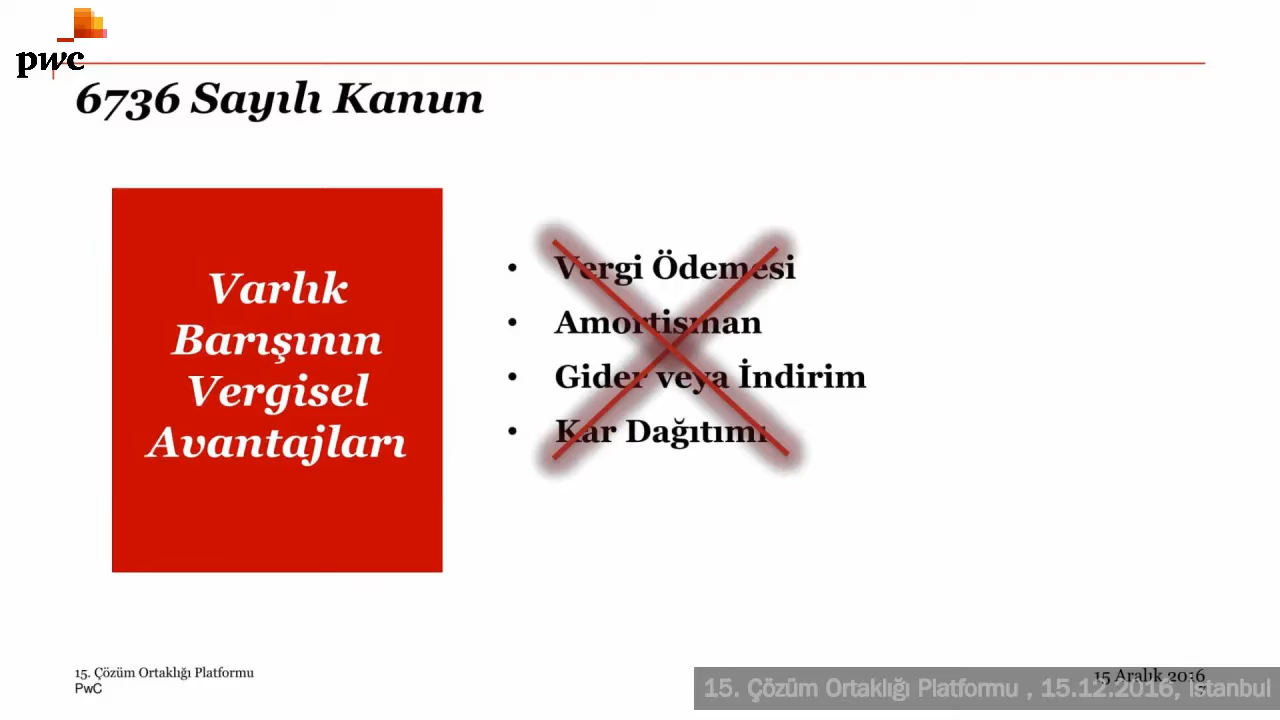 pwc
6736 Sayılı Kanun
Varlık
Barışının
Vergisel
Avantajları
• Vergi Ödemesi
• Amortisman
• Gider veya İndirim
• Kar Dağıtımı
15. Çözüm Ortaklığı Platformu
PwC
15 Aralık 2016
7
15. Çözüm Ortaklığı Platformu , 15.12.2016, İstanbul